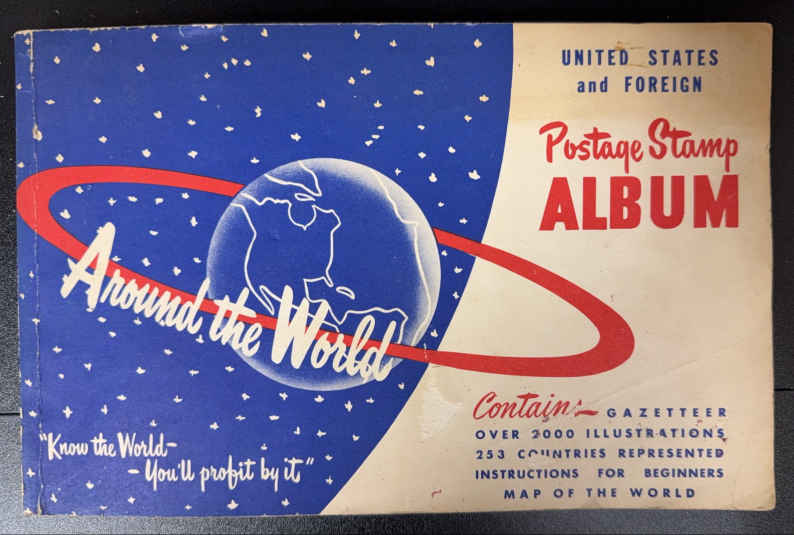 UNITED STATES
and FOREIGN
Postage Stamp
ALBUM
Around the World
"Know the World-
- You'll profit by it"
Contains
GAZETTEER
OVER 2000 ILLUSTRATIONS
253 COUNTRIES REPRESENTED
INSTRUCTIONS FOR BEGINNERS
MAP OF THE WORLD